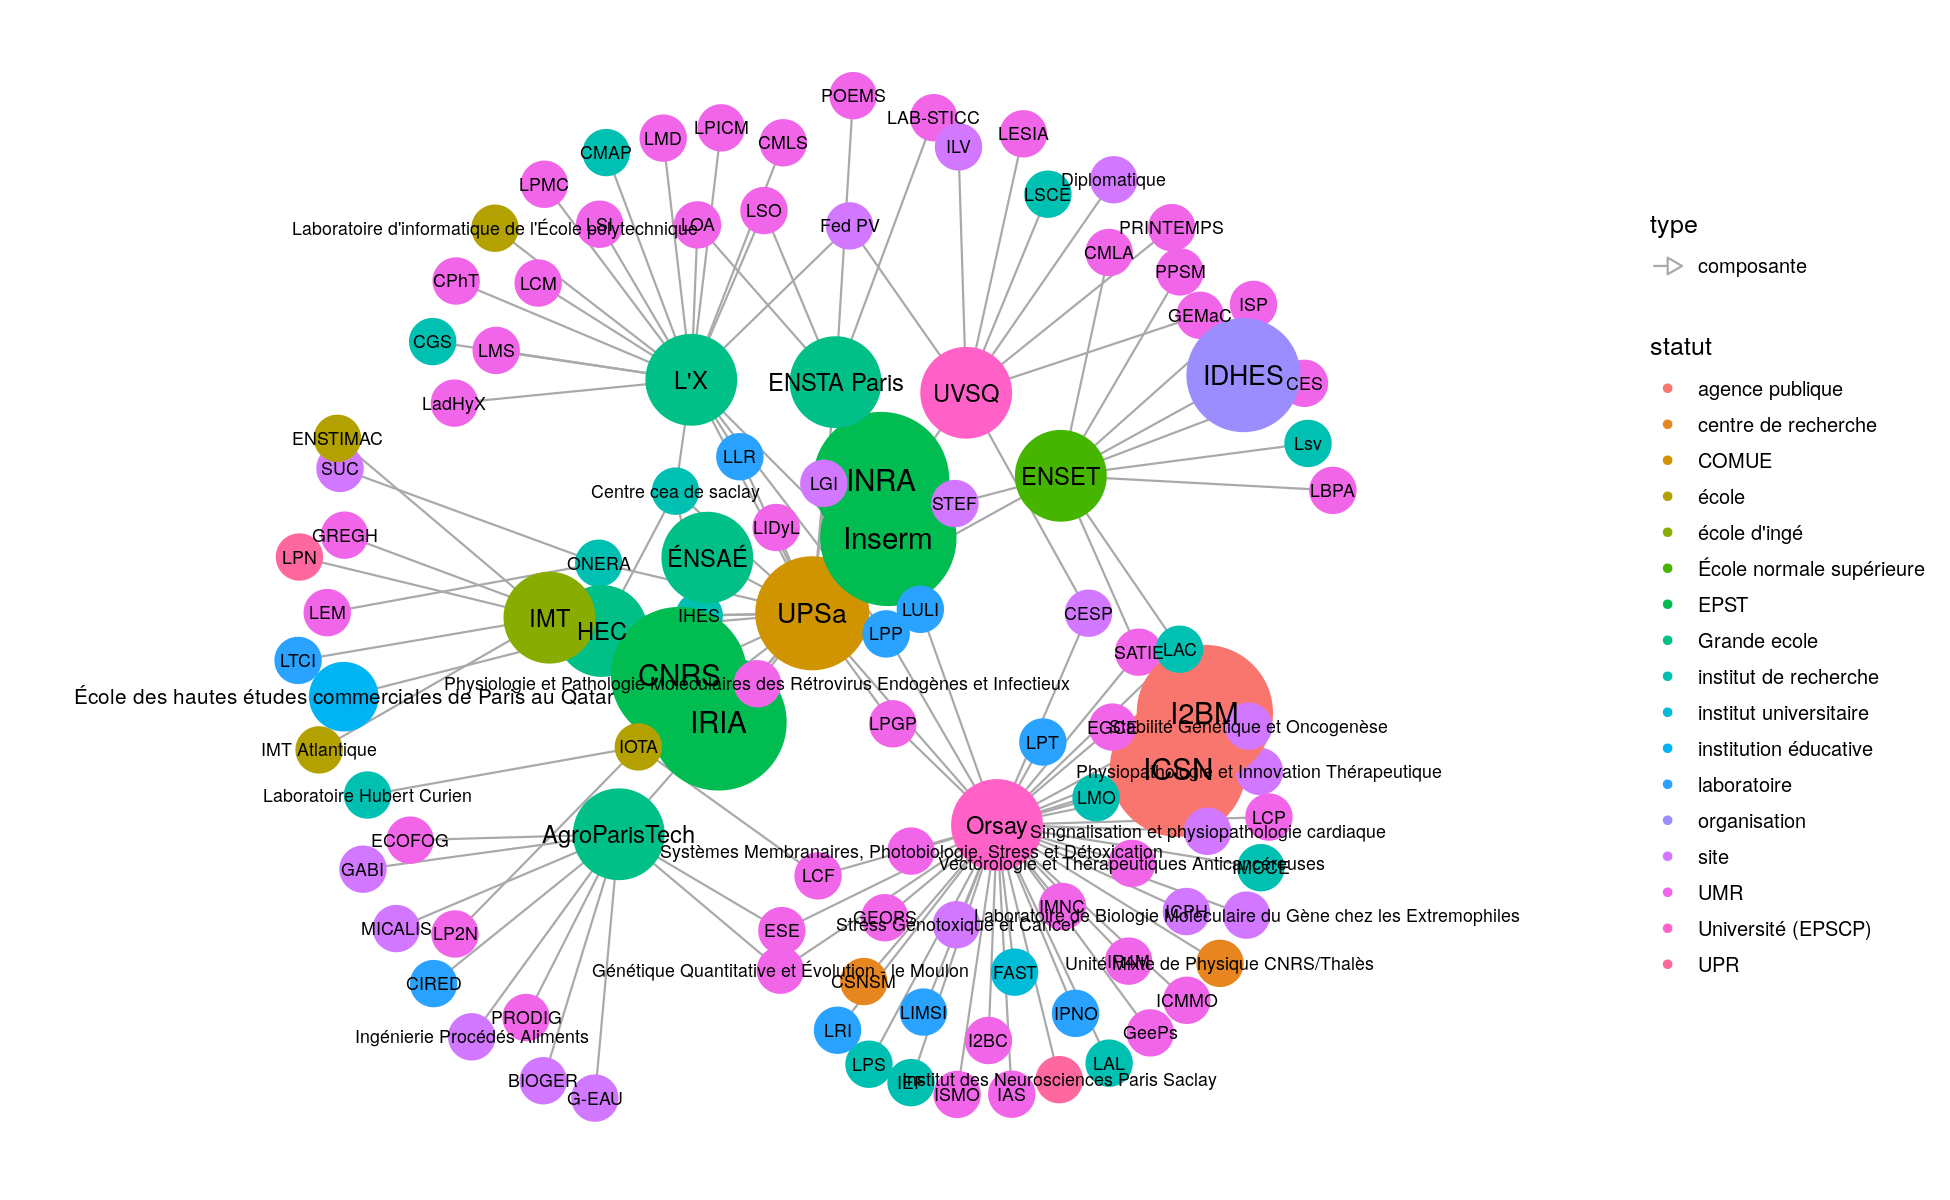 POEMS
LAB-STICC
LPICM
LESIA
LMD
CMLS
ILV
CMAP
Diplomatique
LPMC
LSCE
LSO
LSI
LOA
Fed PV
PRINTEMPS
Laboratoire d'informatique de l'École polytechnique
CMLA
PPSM
CPhT
LCM
ISP
GEMaC
CGS
LMS
IDHES
L'X
ENSTA Paris
CES
UVSQ
LadHyX
ENSTIMAC
Lsv
LLR
SUC
ENSET
INRA
LGI
LBPA
Centre cea de saclay
STEF
LIDyL
GREGH
Inserm
LPN
ÉNSAÉ
ONERA
LEM
LULI
UPSa
CESP
IHES
IMT
HEC
LPP
LAC
SATIE
LTCI
CNRS
Physiologie et Pathologie Moléculaires des Rétrovirus Endogènes et Infectieux
École des hautes études commerciales de Paris au Qatar
I2BM
IRIA
LPGP
EGCE
Stabilité Génétique et Oncogenèse
LPT
IOTA
IMT Atlantique
ICSN
Physiopathologie et Innovation Thérapeutique
Laboratoire Hubert Curien
LMO
LCP
Orsay
Singnalisation et physiopathologie cardiaque
AgroParisTech
ECOFOG
Systèmes Membranaires, Photobiologie, Stress et Détoxication
Vectorologie et Thérapeutiques Anticancéreuses
IMCCE
GABI
LCF
IMNC
ICPH
Laboratoire de Biologie Moléculaire du Gène chez les Extremophiles
GEOPS
Stress Génotoxique et Cancer
MICALIS
LP2N
ESE
IR4M
Unité Mixte de Physique CNRS/Thalès
Génétique Quantitative et Évolution - le Moulon
FAST
CIRED
CSNSM
ICMMO
LIMSI
IPNO
PRODIG
LRI
GeePs
Ingénierie Procédés Aliments
I2BC
LPS
LAL
BIOGER
IEF
Institut des Neurosciences Paris Saclay
ISMO
IAS
G-EAU
type
composante
statut
agence publique
centre de recherche
COMUE
école
école d'ingé
École normale supérieure
EPST
Grande ecole
institut de recherche
institut universitaire
institution éducative
laboratoire
organisation
site
UMR
Université (EPSCP)
UPR